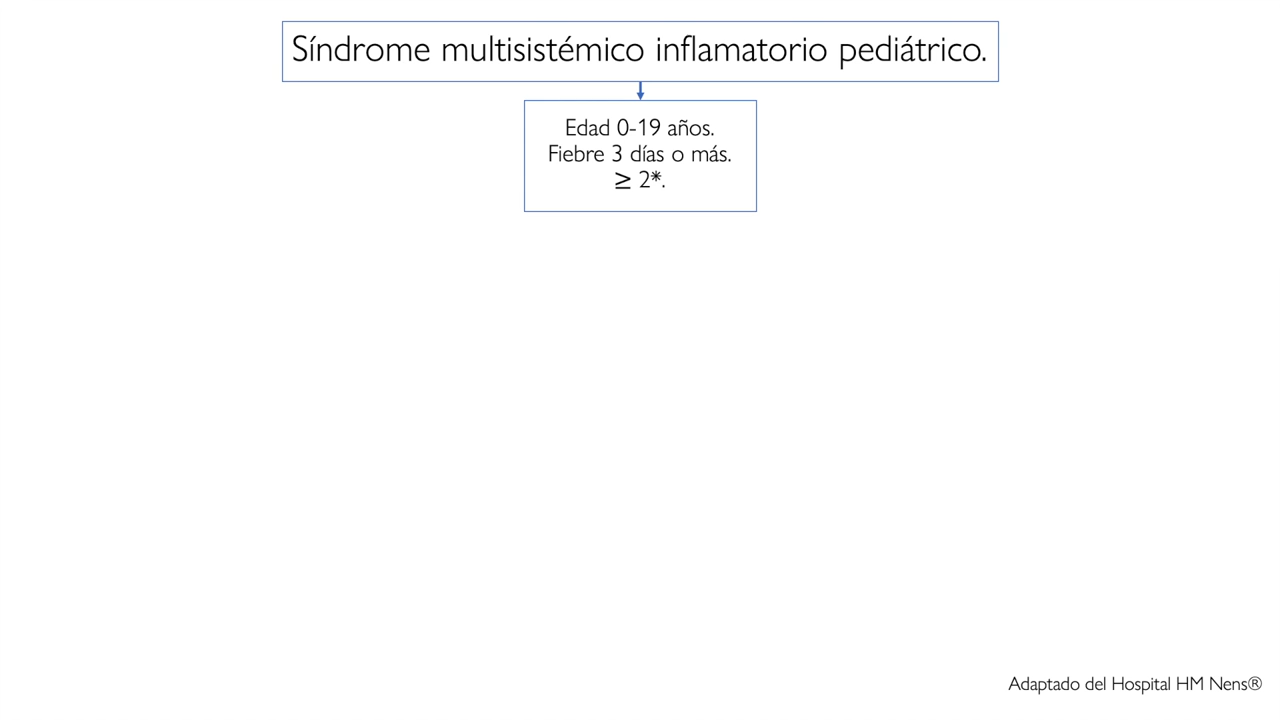 Síndrome multisistémico inflamatorio pediátrico.
Edad 0-19 años.
Fiebre 3 días o más.
≥ 2*.
Adaptado del Hospital HM Nens®